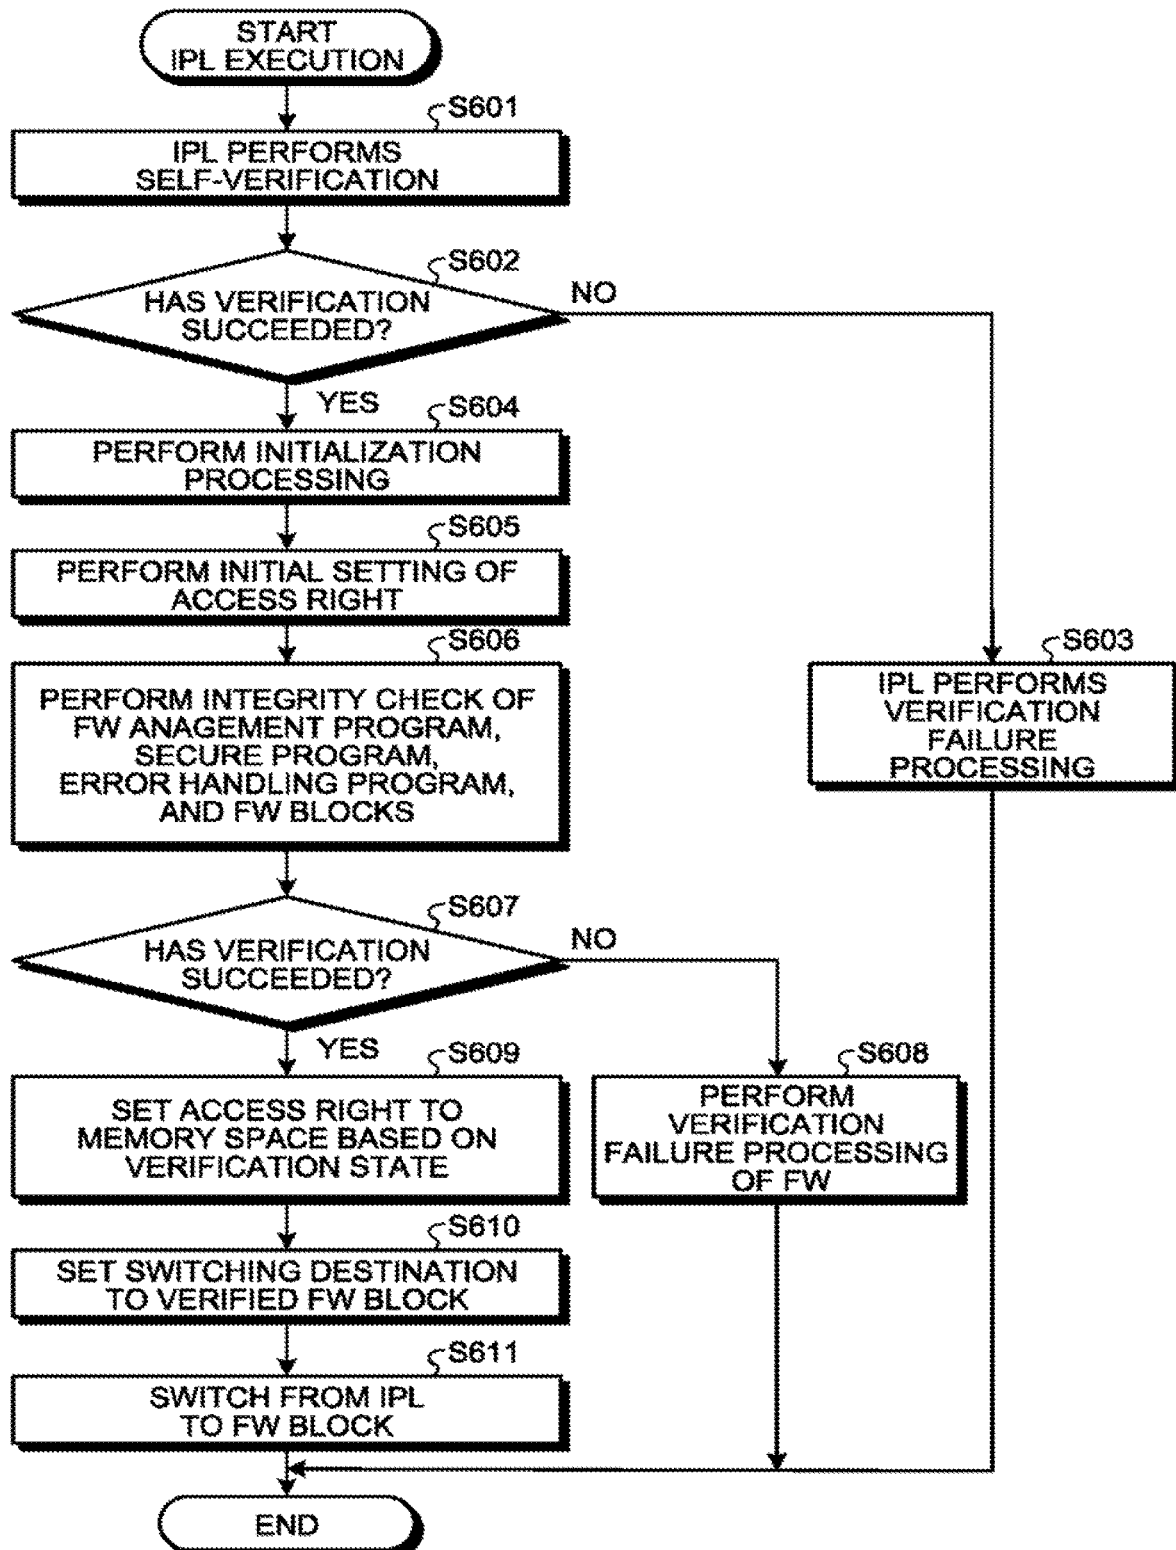 START
IPL EXECUTION
S601
IPL PERFORMS
SELF-VERIFICATION
S602
HAS VERIFICATION
SUCCEEDED?
NO
YES
S604
PERFORM INITIALIZATION
PROCESSING
S605
PERFORM INITIAL SETTING OF
ACCESS RIGHT
S606
PERFORM INTEGRITY CHECK OF
FW ANAGEMENT PROGRAM,
SECURE PROGRAM,
ERROR HANDLING PROGRAM,
AND FW BLOCKS
S603
IPL PERFORMS
VERIFICATION
FAILURE
PROCESSING
S607
HAS VERIFICATION
SUCCEEDED?
NO
YES
S609
SET ACCESS RIGHT TO
MEMORY SPACE BASED ON
VERIFICATION STATE
S608
PERFORM
VERIFICATION
FAILURE PROCESSING
OF FW
S610
SET SWITCHING DESTINATION
TO VERIFIED FW BLOCK
S611
SWITCH FROM IPL
TO FW BLOCK
END